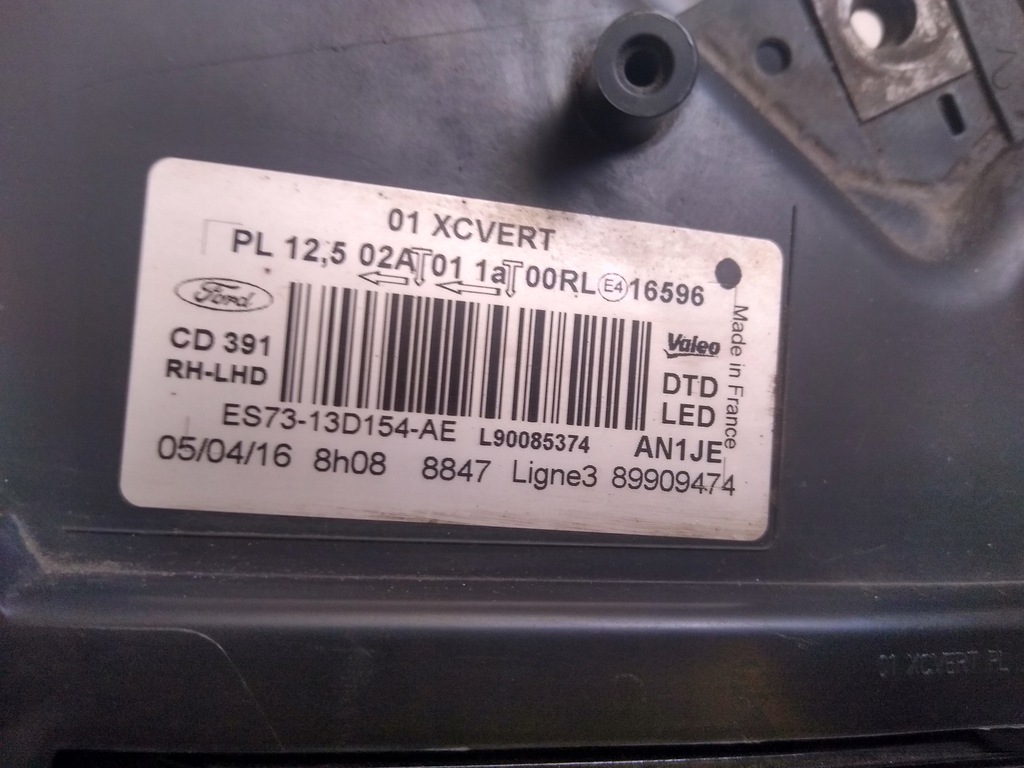 01 XCVERT
PL 12,5 02A 01 1a 00RL E4 16596
Ford
CD 391
RH-LHD
Valeo
DTD
LED
AN1JE
Made in France
ES73-13D154-AE L90085374
05/04/16 8h08 8847 Ligne3 89909474
01 XCVERT PL